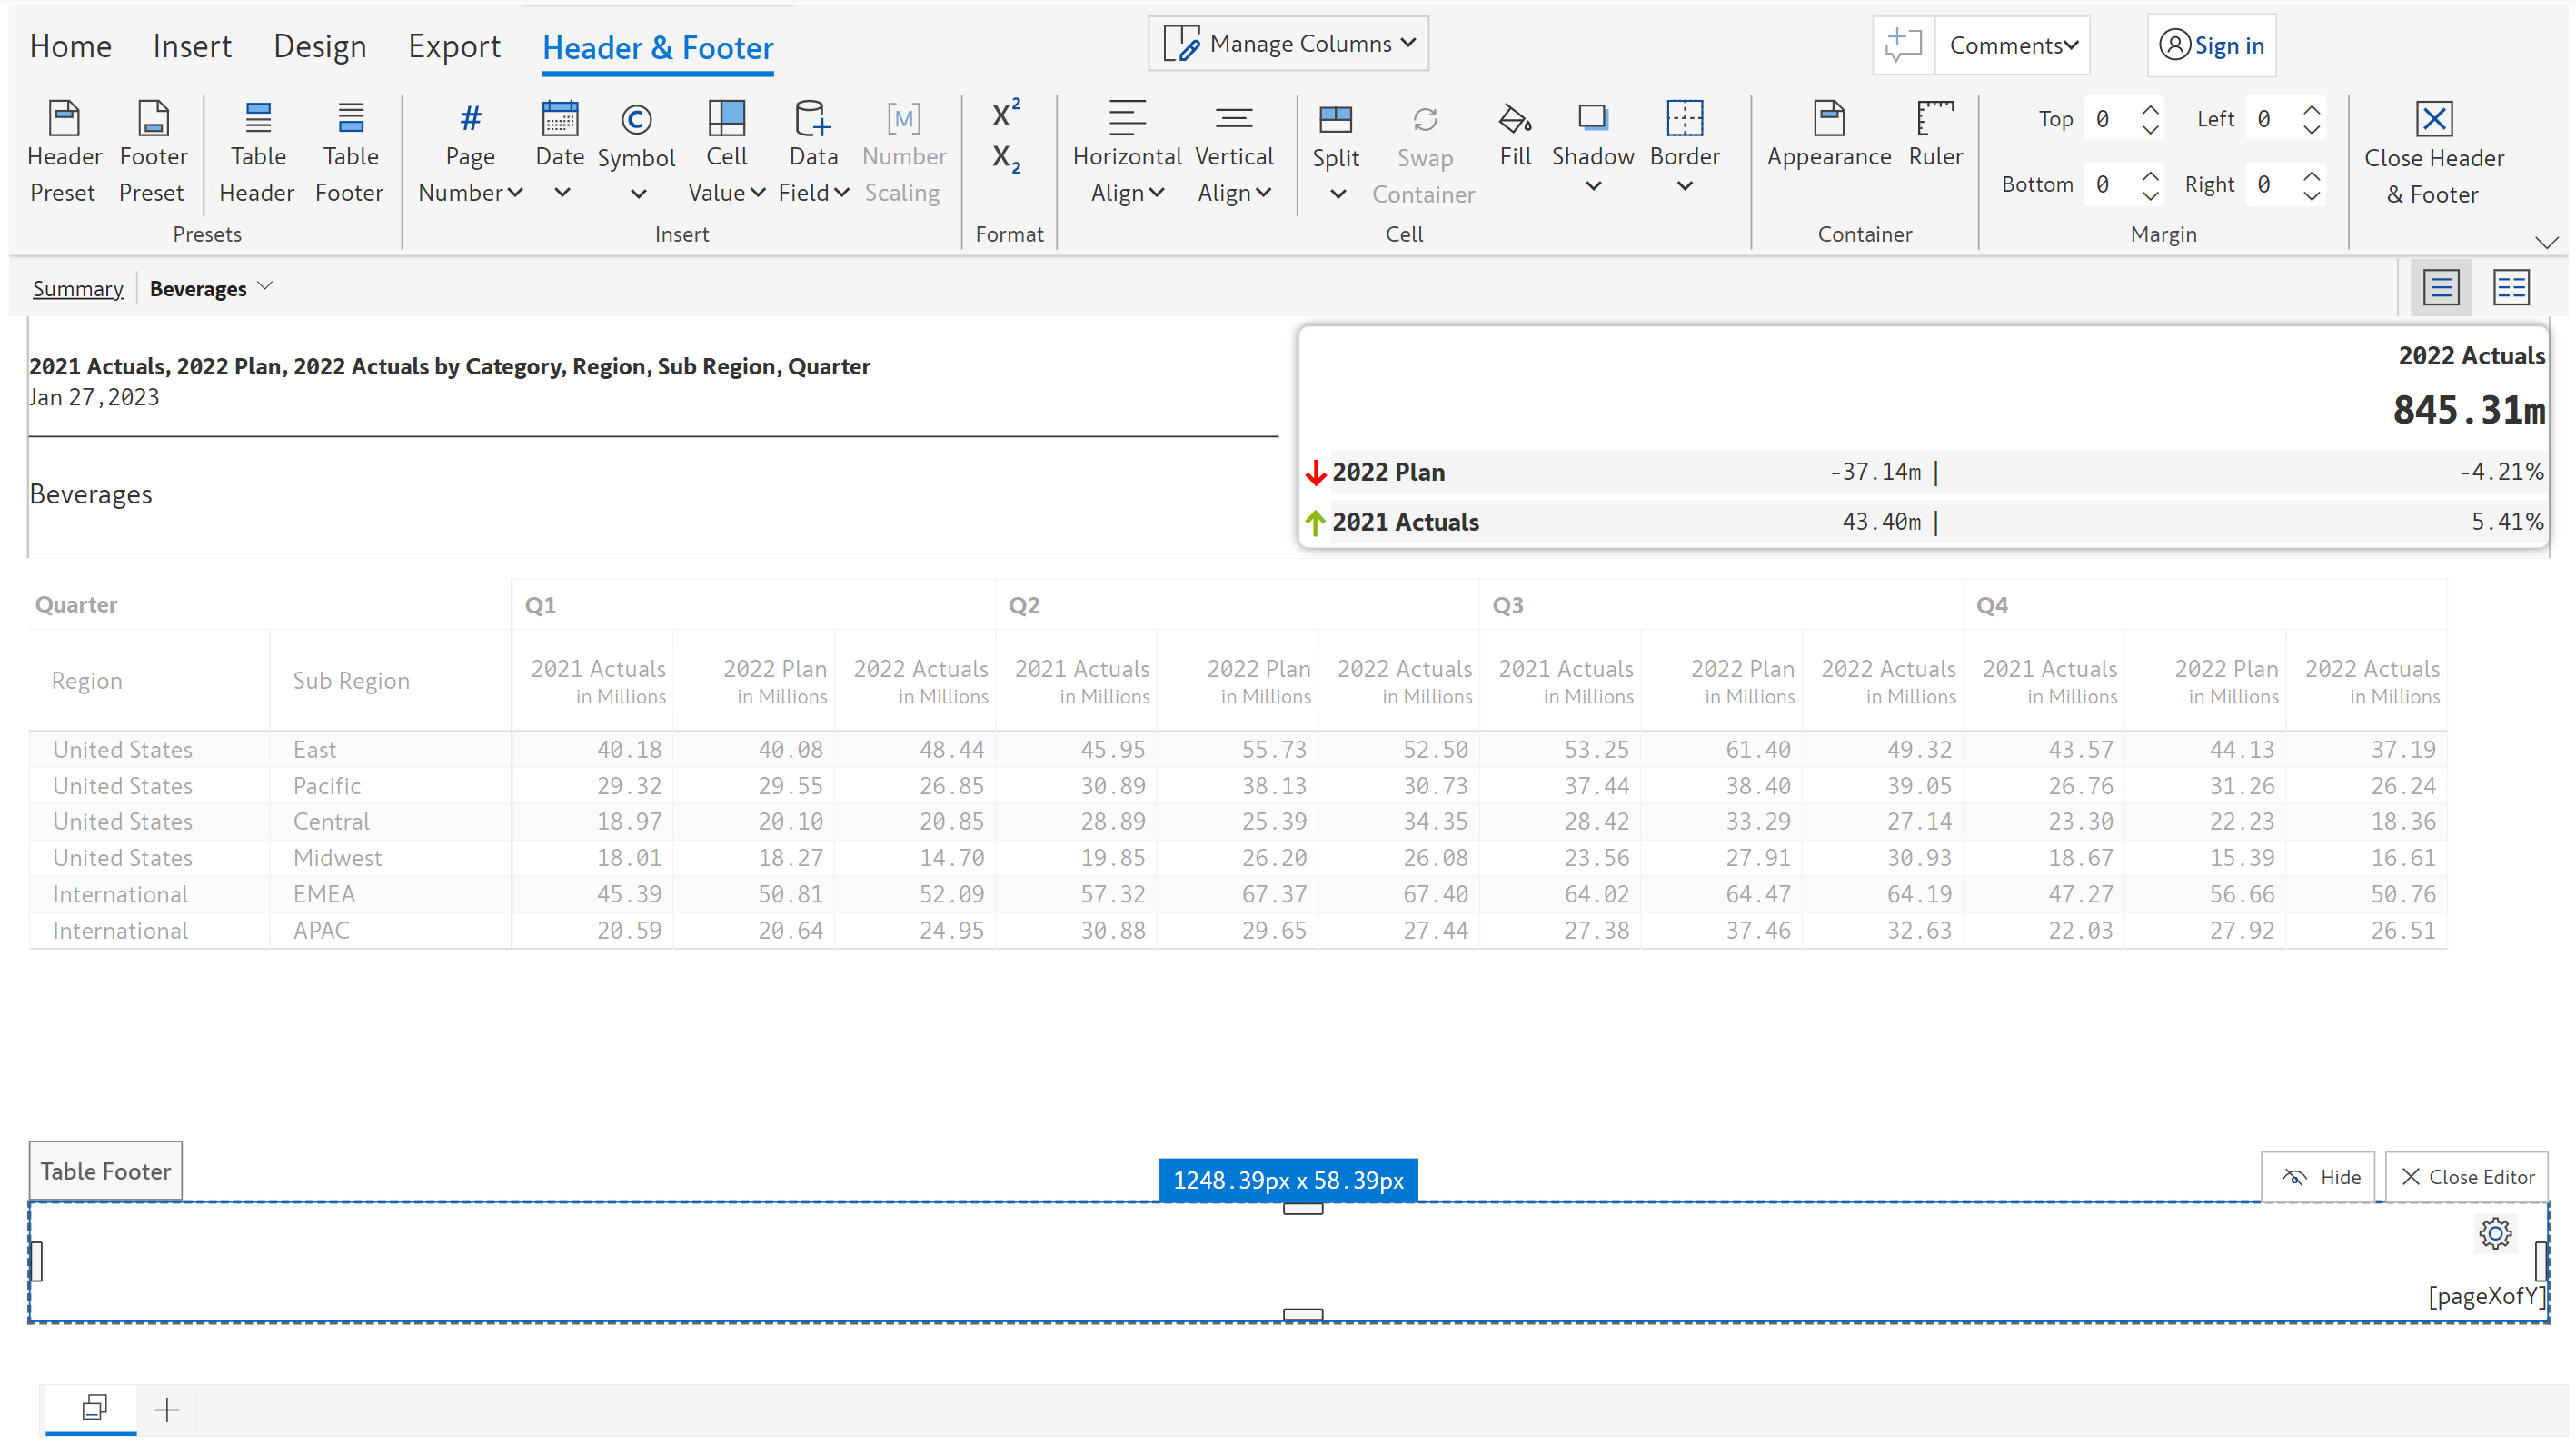 Home Insert Design Export Header & Footer Manage Columns Comments Sign in
Header Preset Footer Preset Table Header Table Footer
Presets
# Page Number Date © Symbol Cell Value Data Field [M] Number Scaling
Insert
X2
X2
Format
Horizontal Align Vertical Align Split Swap Container Fill Shadow Border
Cell
Appearance Ruler
Container
Top 0 Left 0
Bottom 0 Right 0
Margin
Close Header & Footer
Summary Beverages
2021 Actuals, 2022 Plan, 2022 Actuals by Category, Region, Sub Region, Quarter
Jan 27, 2023
Beverages
2022 Actuals
845.31m
2022 Plan -37.14m | -4.21%
2021 Actuals 43.40m | 5.41%
Quarter Q1 Q2 Q3 Q4
Region Sub Region 2021 Actuals 2022 Plan 2022 Actuals 2021 Actuals 2022 Plan 2022 Actuals 2021 Actuals 2022 Plan 2022 Actuals 2021 Actuals 2022 Plan 2022 Actuals
in Millions in Millions in Millions in Millions in Millions in Millions in Millions in Millions in Millions in Millions in Millions in Millions
United States East 40.18 40.08 48.44 45.95 55.73 52.50 53.25 61.40 49.32 43.57 44.13 37.19
United States Pacific 29.32 29.55 26.85 30.89 38.13 30.73 37.44 38.40 39.05 26.76 31.26 26.24
United States Central 18.97 20.10 20.85 28.89 25.39 34.35 28.42 33.29 27.14 23.30 22.23 18.36
United States Midwest 18.01 18.27 14.70 19.85 26.20 26.08 23.56 27.91 30.93 18.67 15.39 16.61
International EMEA 45.39 50.81 52.09 57.32 67.37 67.40 64.02 64.47 64.19 47.27 56.66 50.76
International APAC 20.59 20.64 24.95 30.88 29.65 27.44 27.38 37.46 32.63 22.03 27.92 26.51
Table Footer 1248.39px x 58.39px Hide Close Editor
[pageXofY]